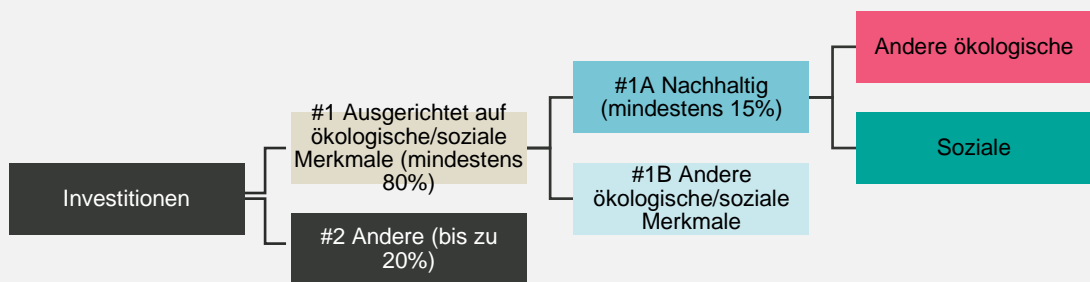 Investitionen
#1 Ausgerichtet auf
ökologische/soziale
Merkmale (mindestens
80%)
#2 Andere (bis zu
20%)
#1A Nachhaltig
(mindestens 15%)
#1B Andere
ökologische/soziale
Merkmale
Andere ökologische
Soziale